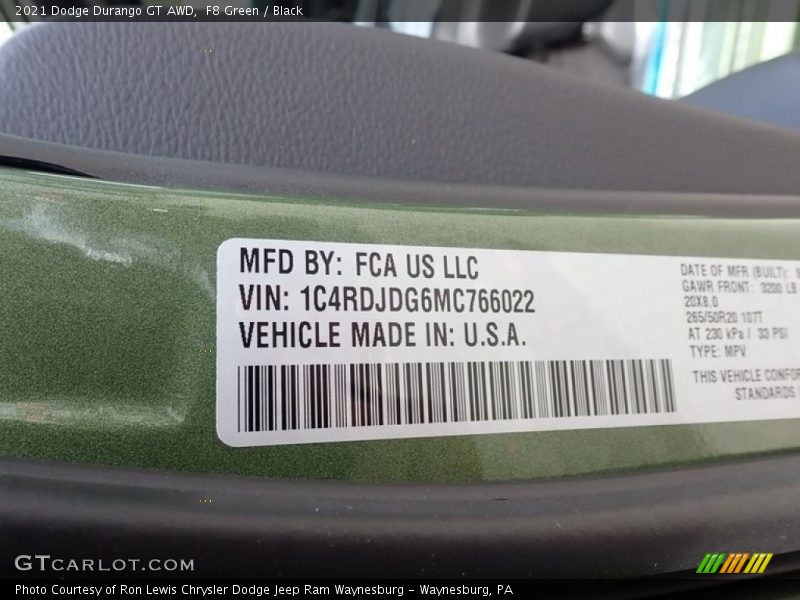 2021 Dodge Durango GT AWD,  F8 Green / Black
MFD BY: FCA US LLC
VIN: 1C4RDJDG6MC766022
VEHICLE MADE IN: U.S.A.
DATE OF MFR (BUILT):
GAWR FRONT: 3200 LB
20X8.0
265/50R20 107T
AT 230 kPa / 33 PSI
TYPE: MPV
THIS VEHICLE CONFOR
STANDARDS
GTCARLOT.COM
Photo Courtesy of Ron Lewis Chrysler Dodge Jeep Ram Waynesburg – Waynesburg, PA